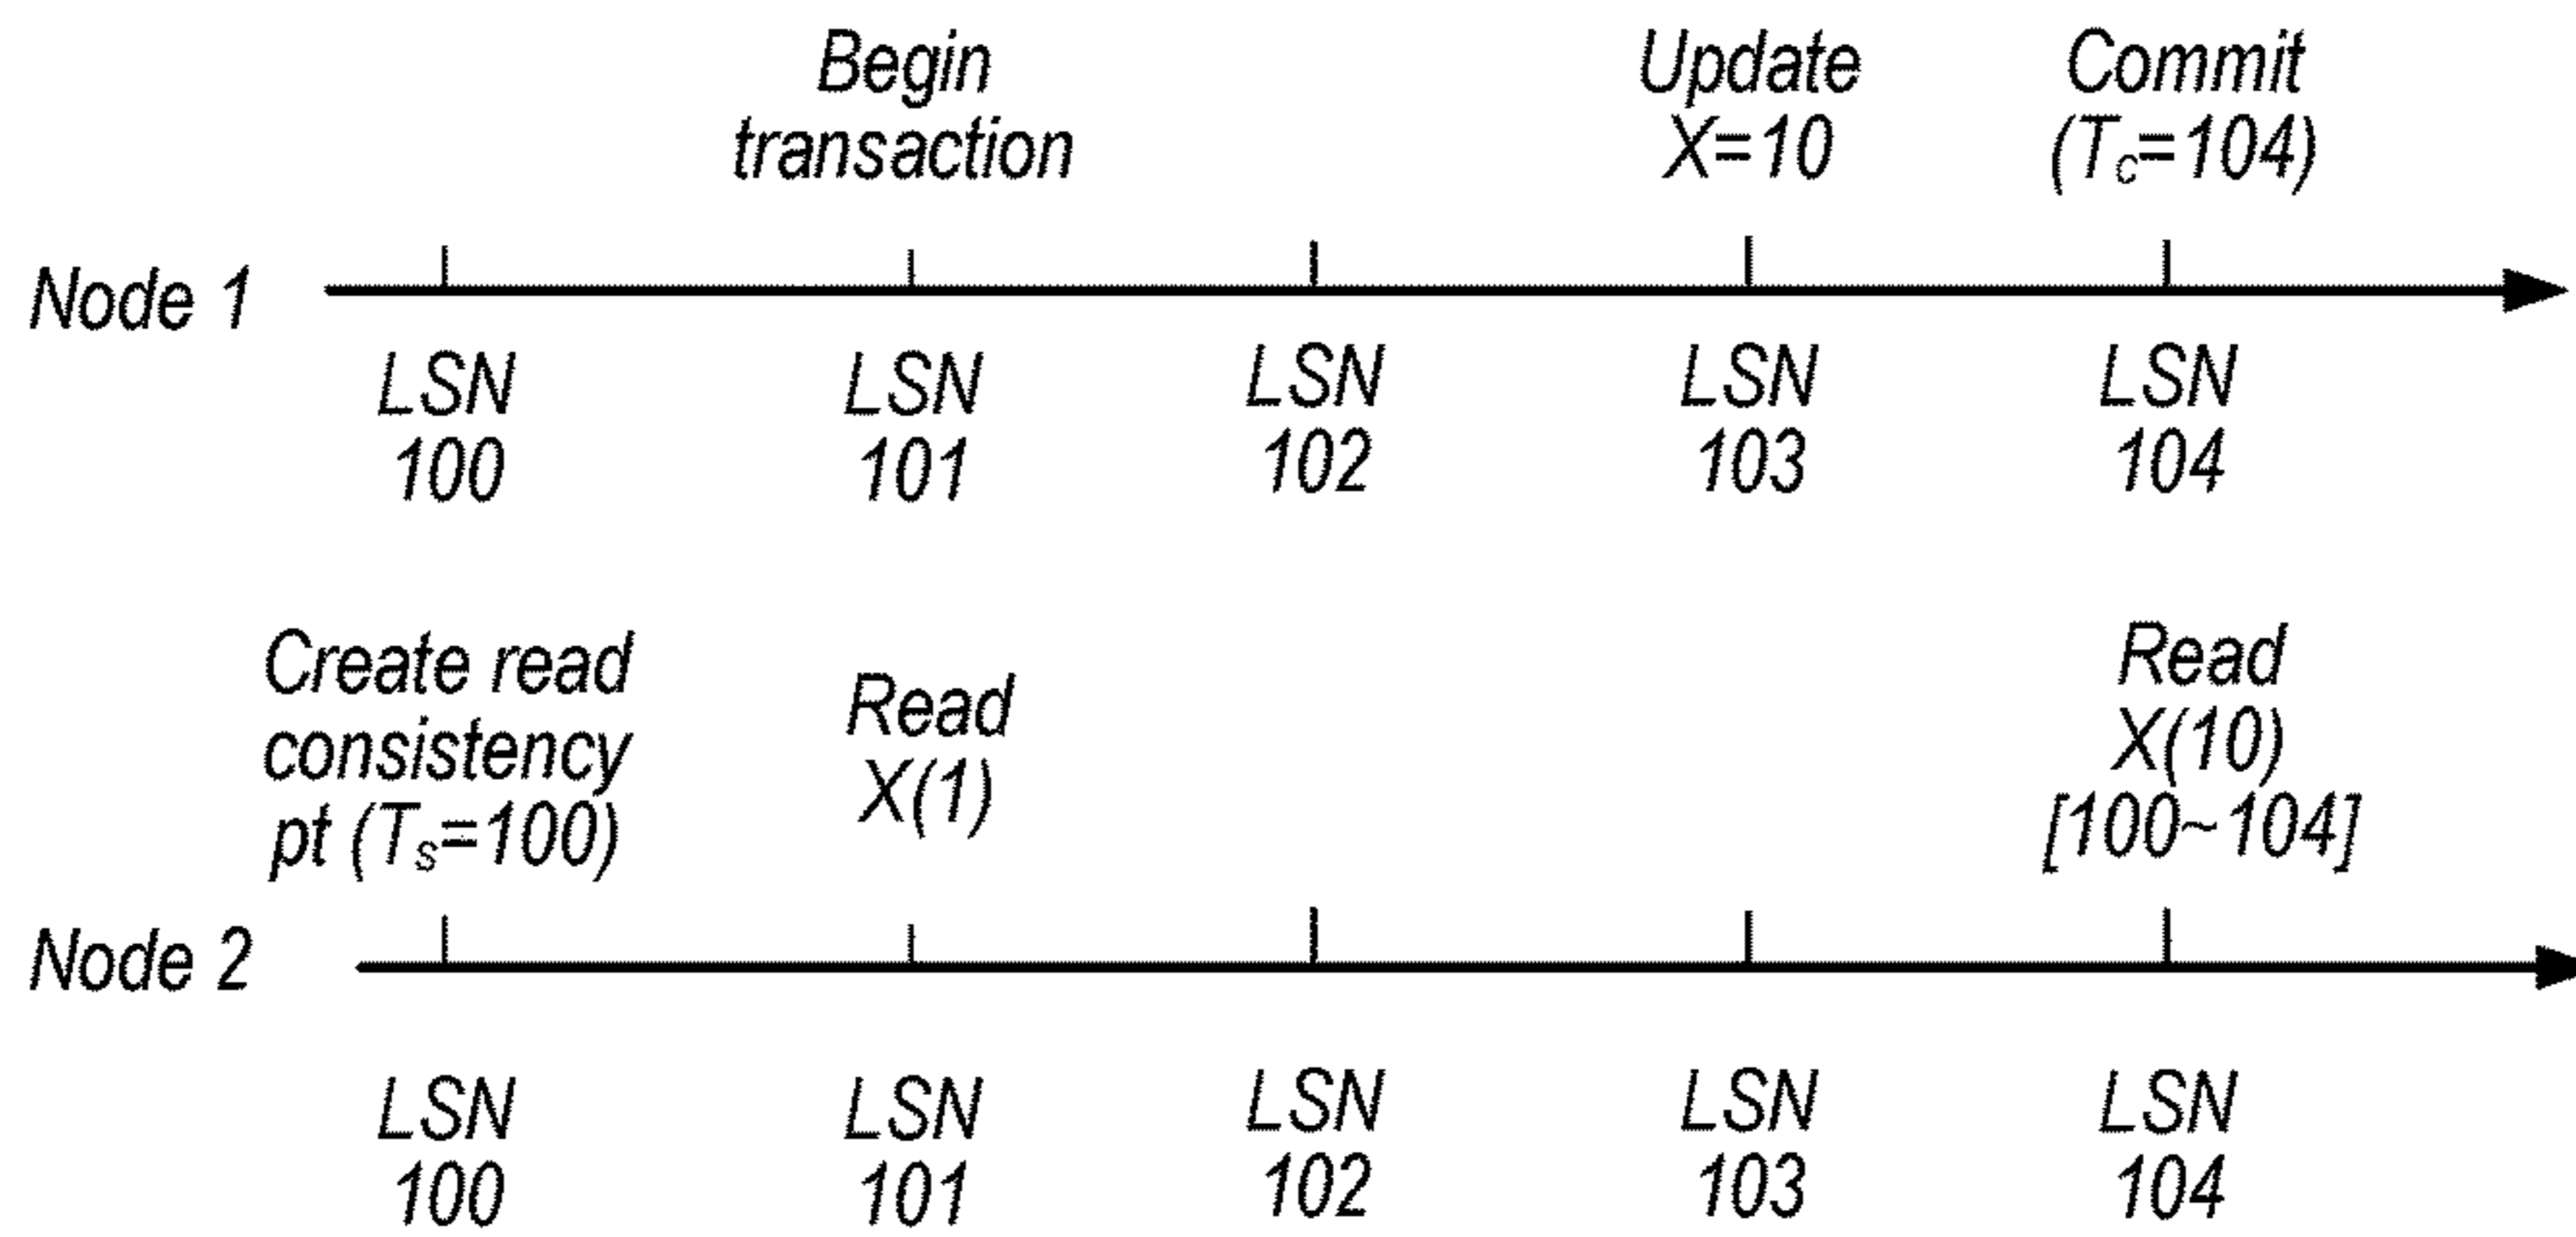 Begin
transaction
Update
X=10
Commit
(Tc=104)
Node 1
LSN
100
LSN
101
LSN
102
LSN
103
LSN
104
Create read
consistency
pt (Ts=100)
Read
X(1)
Read
X(10)
[100~104]
Node 2
LSN
100
LSN
101
LSN
102
LSN
103
LSN
104